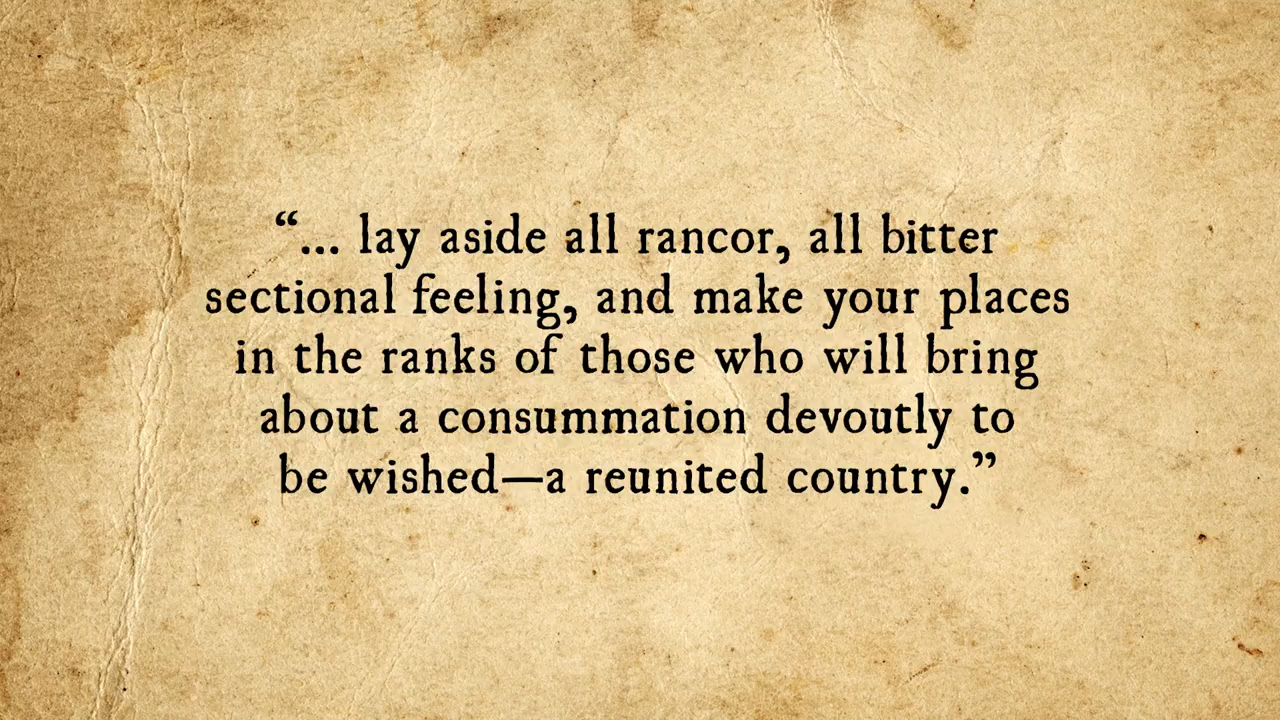 “... lay aside all rancor, all bitter
sectional feeling, and make your places
in the ranks of those who will bring
about a consummation devoutly to
be wished—a reunited country.”